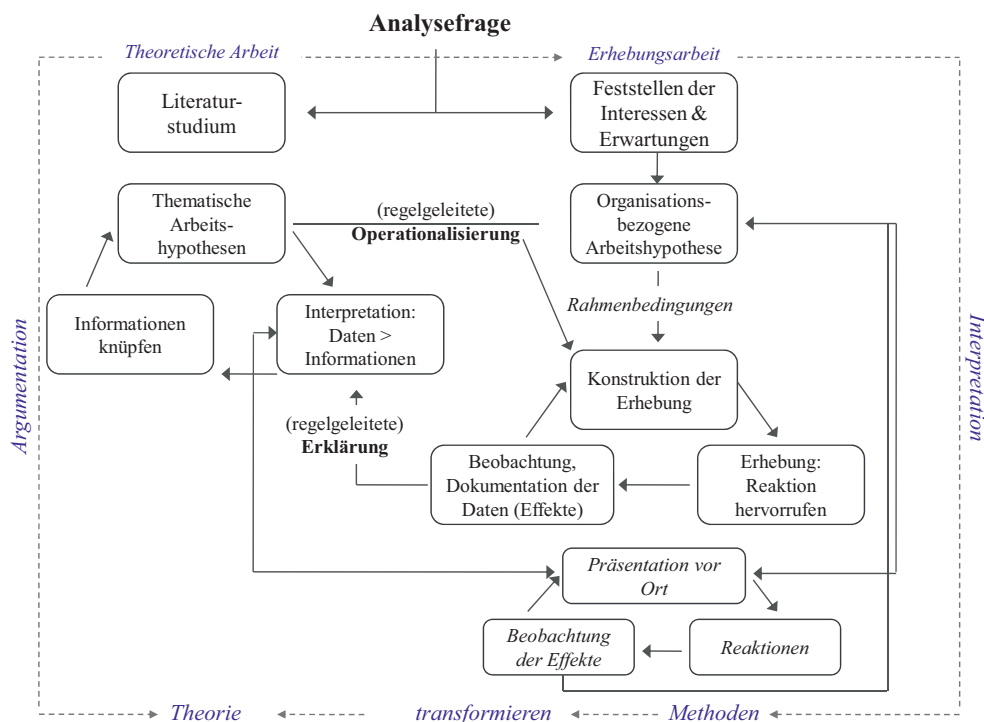 Analysefrage
Theoretische Arbeit
Erhebungsarbeit
Literatur-
studium
Feststellen der
Interessen &
Erwartungen
Thematische
Arbeits-
hypothesen
(regelgeleitete)
Operationalisierung
Organisations-
bezogene
Arbeitshypothese
Rahmenbedingungen
Informationen
knüpfen
Interpretation:
Daten >
Informationen
Argumentation
Interpretation
Konstruktion der
Erhebung
(regelgeleitete)
Erklärung
Beobachtung,
Dokumentation der
Daten (Effekte)
Erhebung:
Reaktion
hervorrufen
Präsentation vor
Ort
Beobachtung
der Effekte
Reaktionen
Theorie
transformieren
Methoden